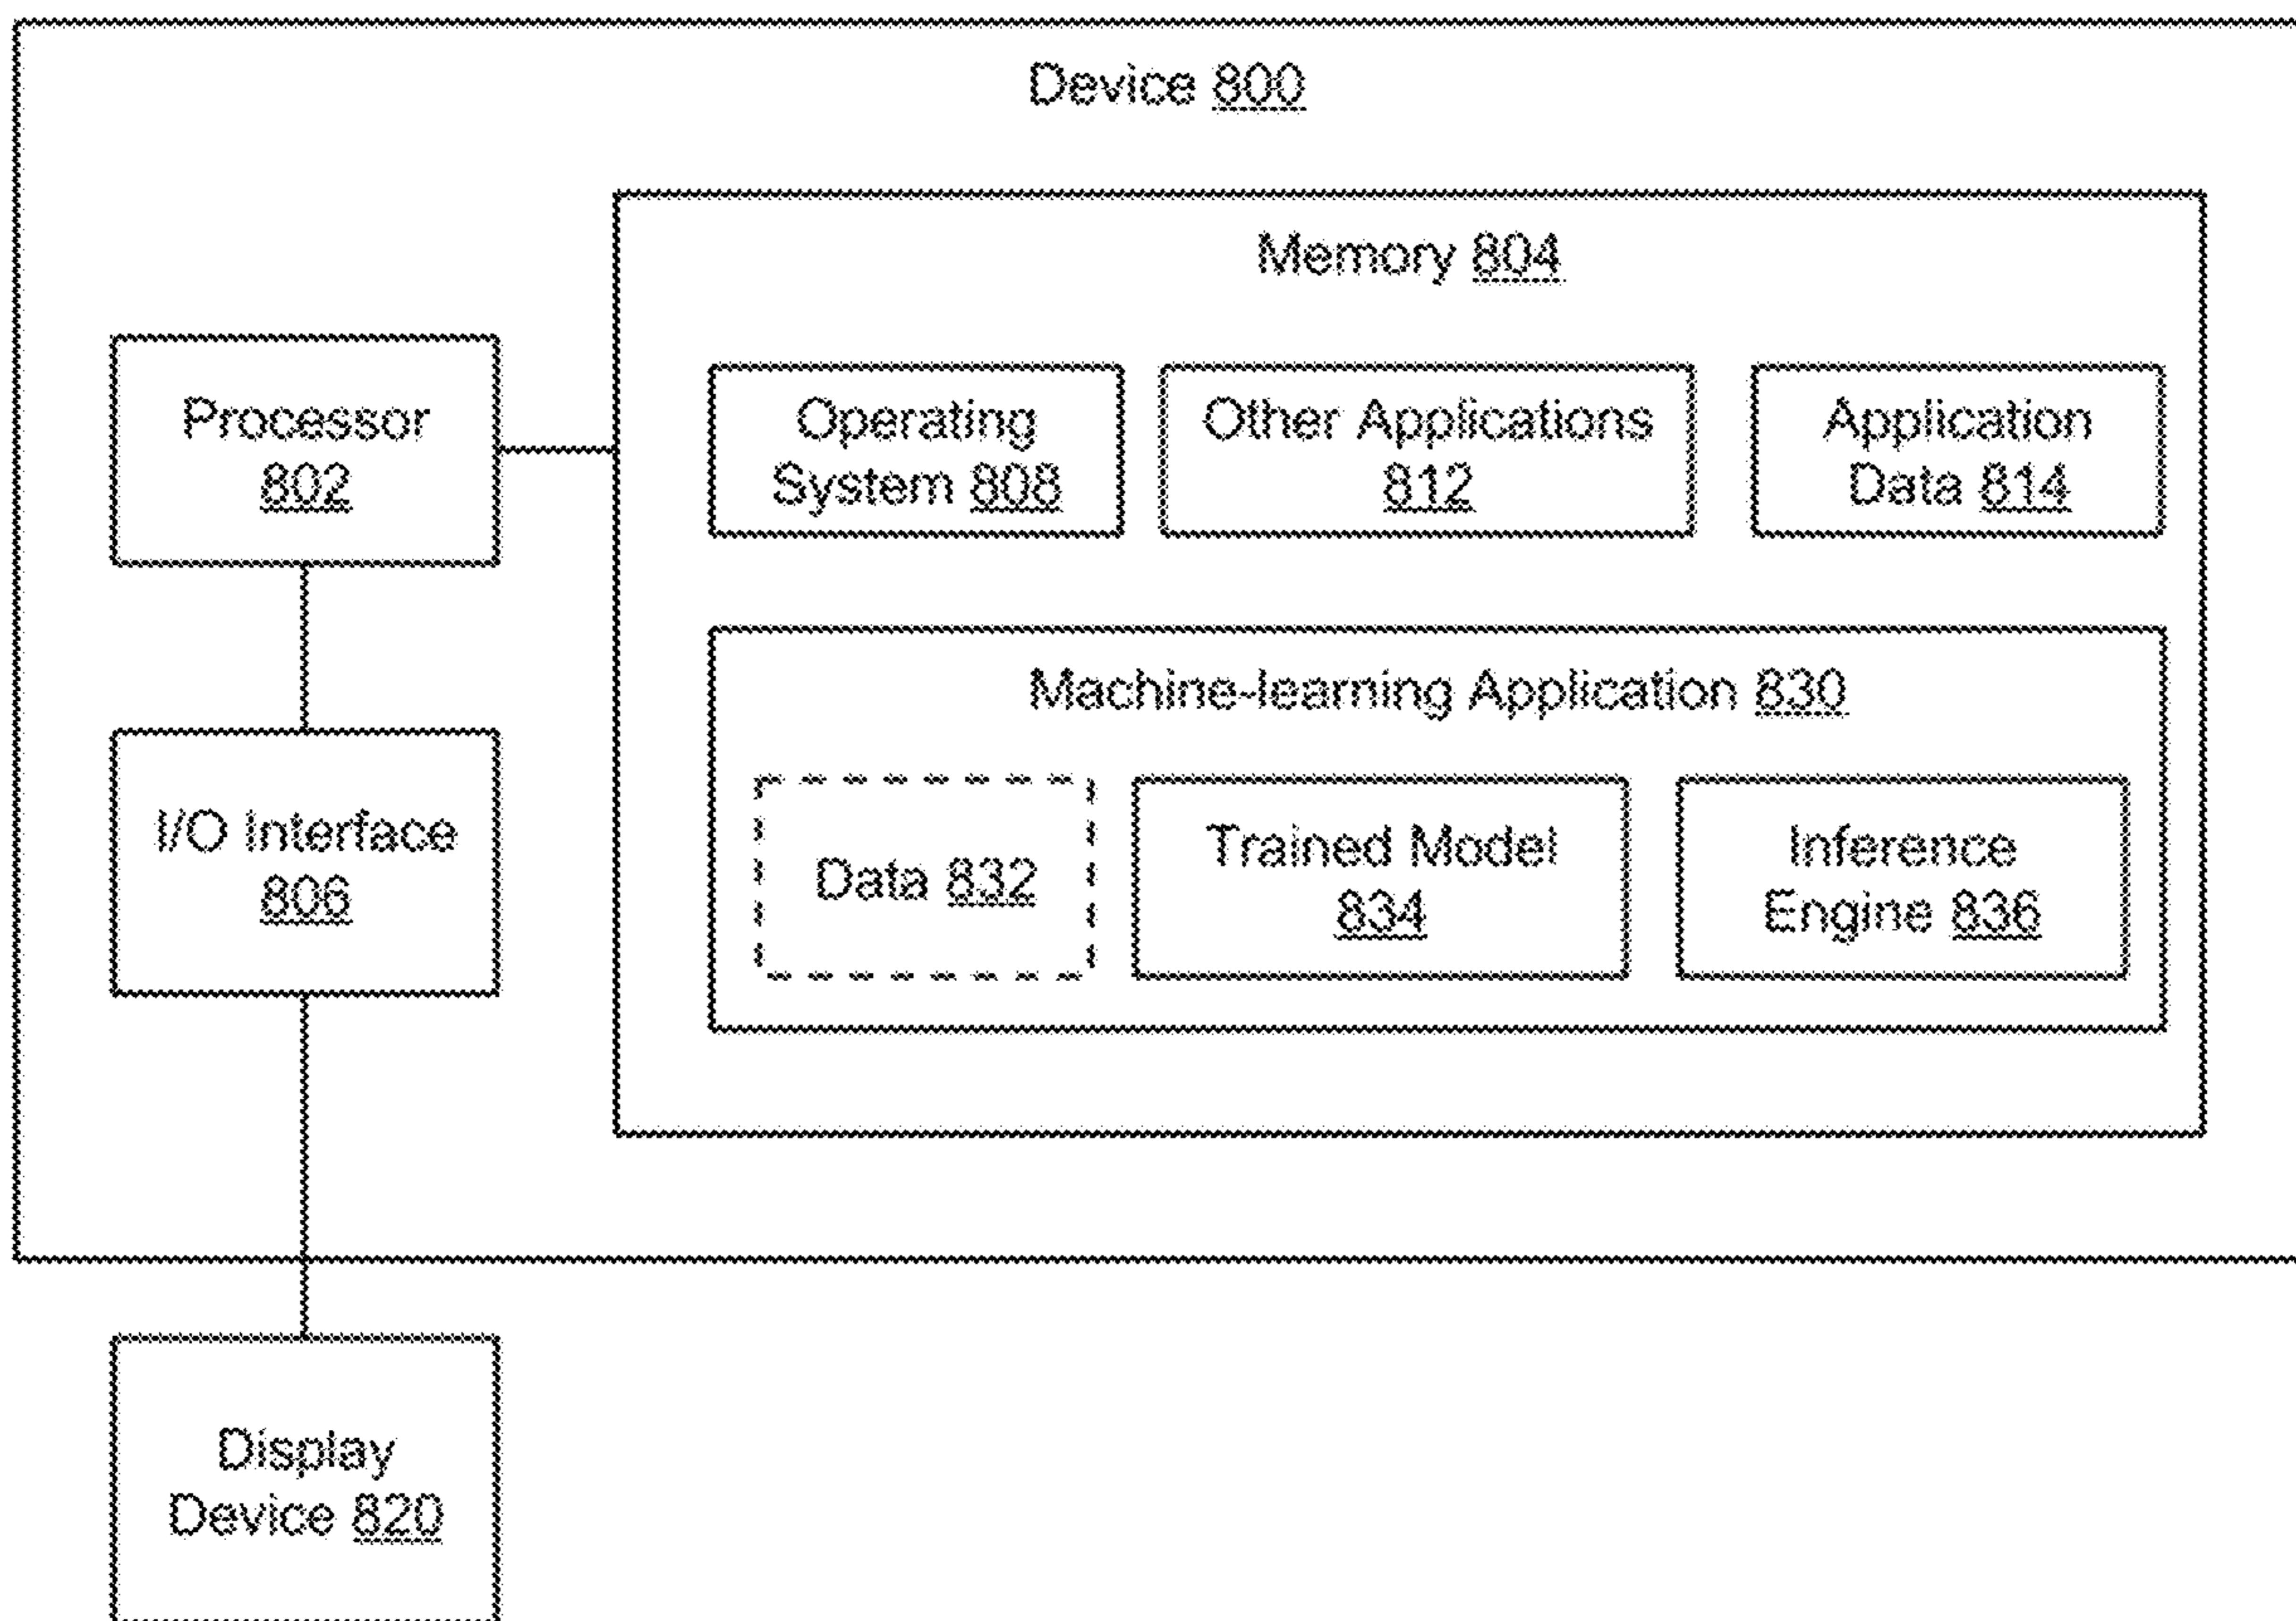 Device 800
Memory 804
Processor
802
Operating
System 808
Other Applications
812
Application
Data 814
Machine-learning Application 830
I/O Interface
806
Data 832
Trained Model
834
Inference
Engine 836
Display
Device 820